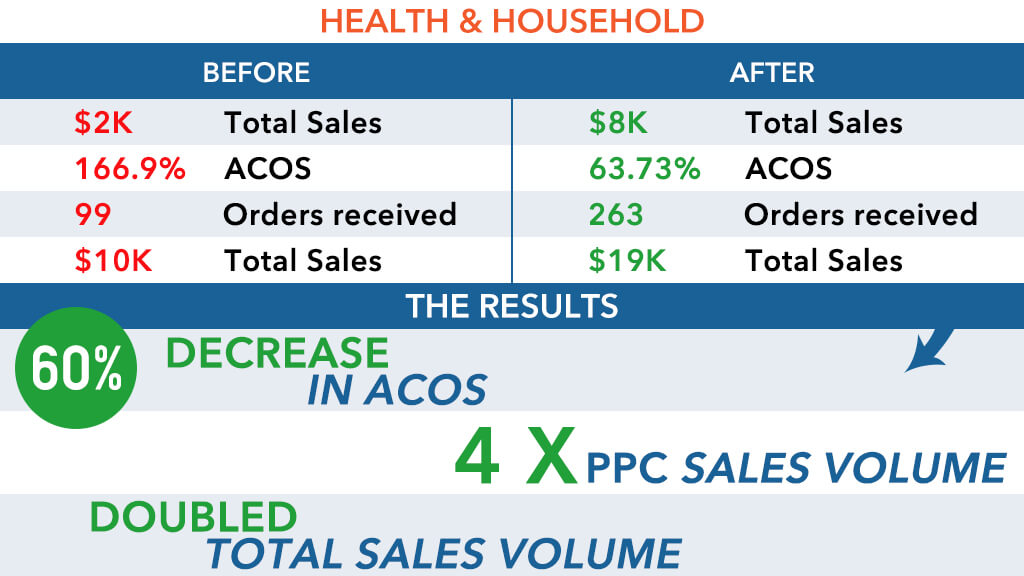 HEALTH & HOUSEHOLD
BEFORE AFTER
$2K Total Sales $8K Total Sales
166.9% ACOS 63.73% ACOS
99 Orders received 263 Orders received
$10K Total Sales $19K Total Sales
THE RESULTS
60% DECREASE
IN ACOS
4 X PPC SALES VOLUME
DOUBLED
TOTAL SALES VOLUME